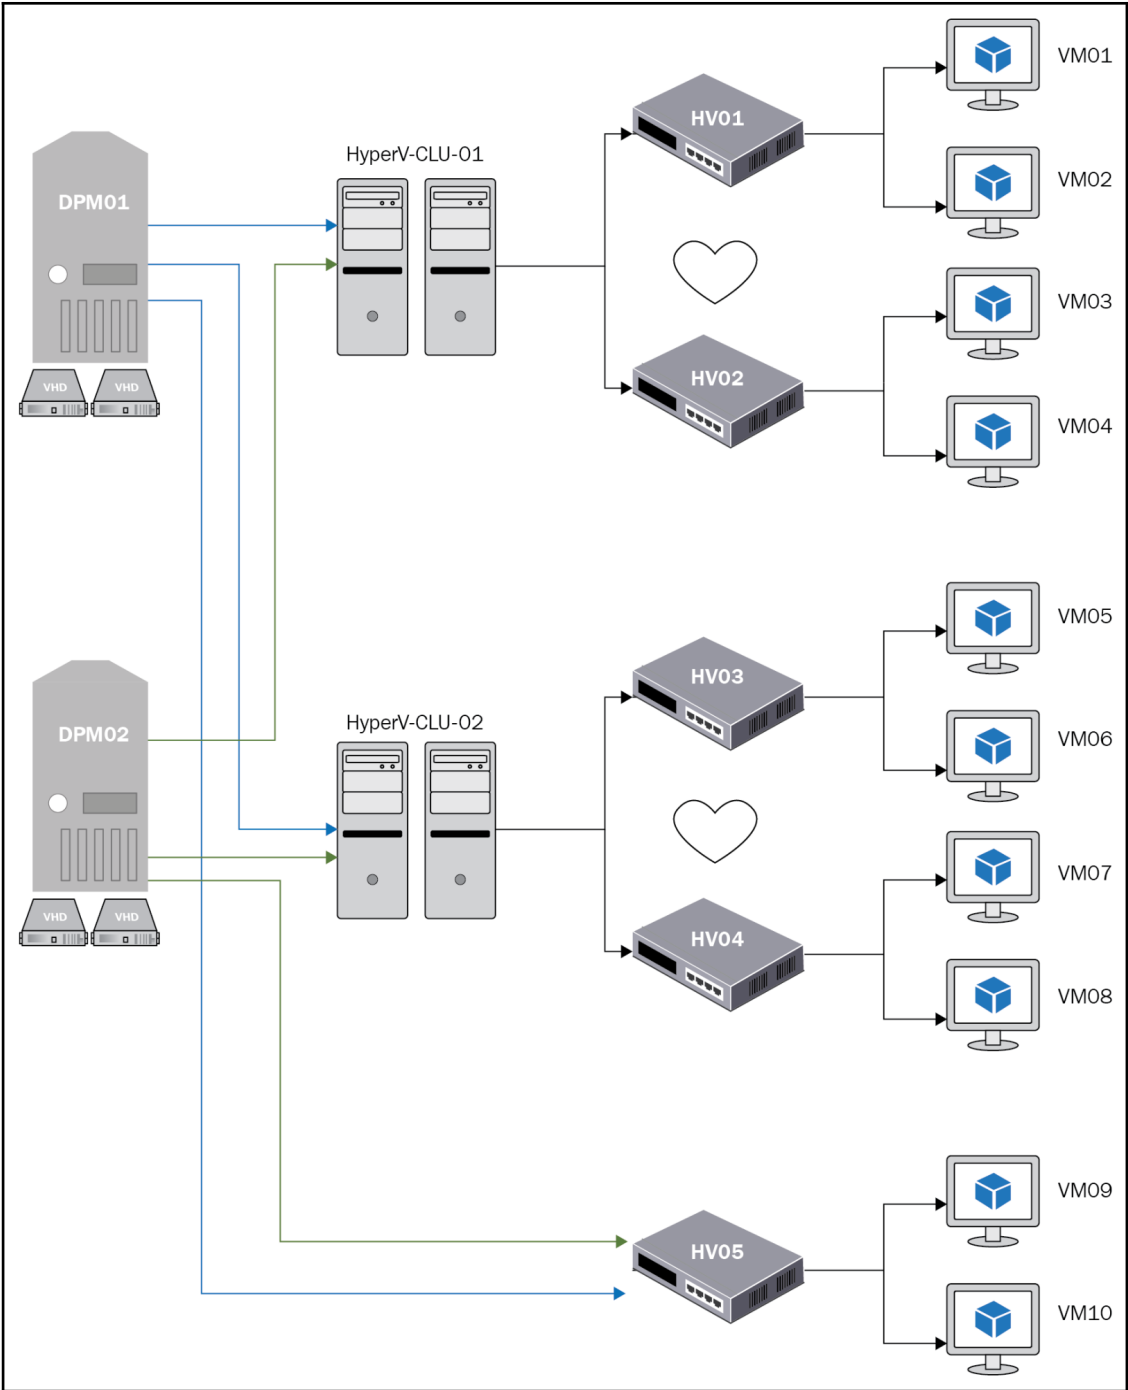 VM01
HV01
HyperV-CLU-01
VM02
DPM01
VM03
HV02
VHD
VHD
VM04
VM05
HV03
HyperV-CLU-02
DPM02
VM06
VM07
VHD
VHD
HV04
VM08
VM09
HV05
VM10